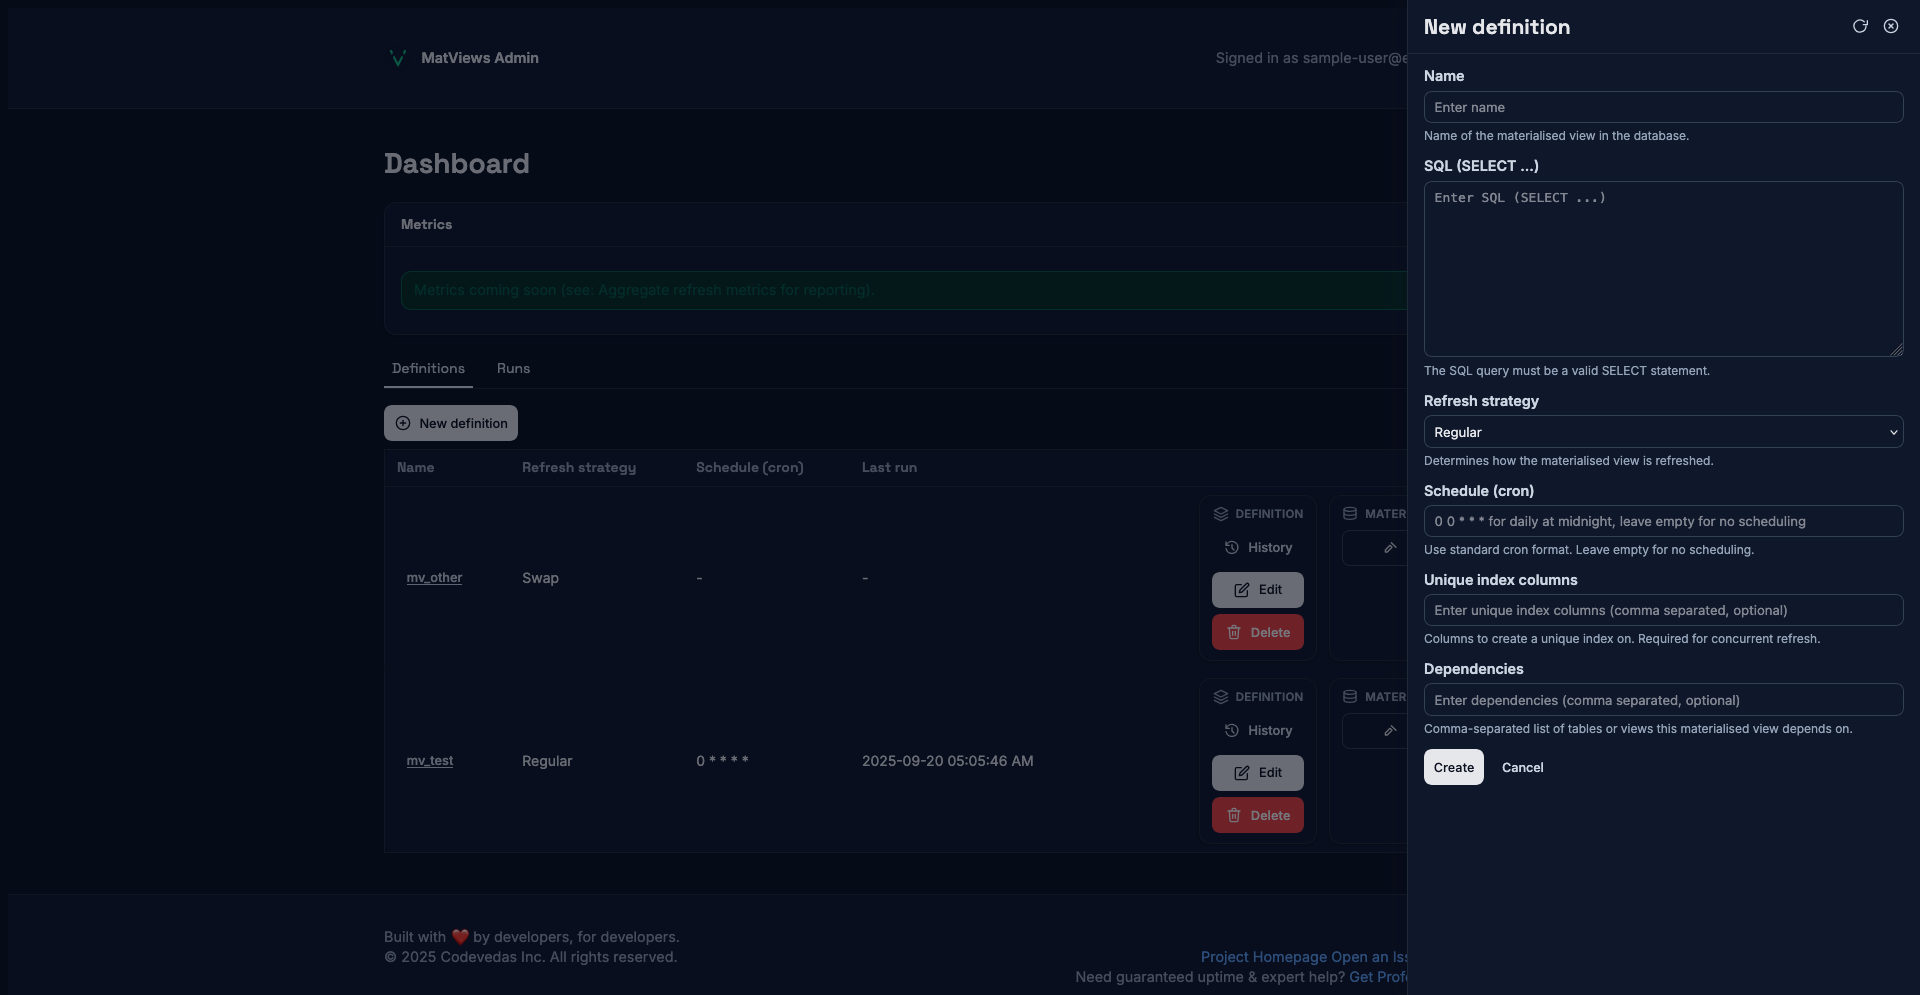 MatViews Admin
Signed in as sample-user@e
Dashboard
Metrics
Metrics coming soon (see: Aggregate refresh metrics for reporting).
Definitions
Runs
New definition
Name
Refresh strategy
Schedule (cron)
Last run
mv_other
Swap
-
-
DEFINITION
History
Edit
Delete
MATER
mv_test
Regular
0 * * * *
2025-09-20 05:05:46 AM
DEFINITION
History
Edit
Delete
MATER
Built with ❤️ by developers, for developers.
© 2025 Codevedas Inc. All rights reserved.
Project Homepage Open an Iss
Need guaranteed uptime & expert help? Get Profe
New definition
Name
Enter name
Name of the materialised view in the database.
SQL (SELECT ...)
Enter SQL (SELECT ...)
The SQL query must be a valid SELECT statement.
Refresh strategy
Regular
Determines how the materialised view is refreshed.
Schedule (cron)
0 0 * * * for daily at midnight, leave empty for no scheduling
Use standard cron format. Leave empty for no scheduling.
Unique index columns
Enter unique index columns (comma separated, optional)
Columns to create a unique index on. Required for concurrent refresh.
Dependencies
Enter dependencies (comma separated, optional)
Comma-separated list of tables or views this materialised view depends on.
Create
Cancel